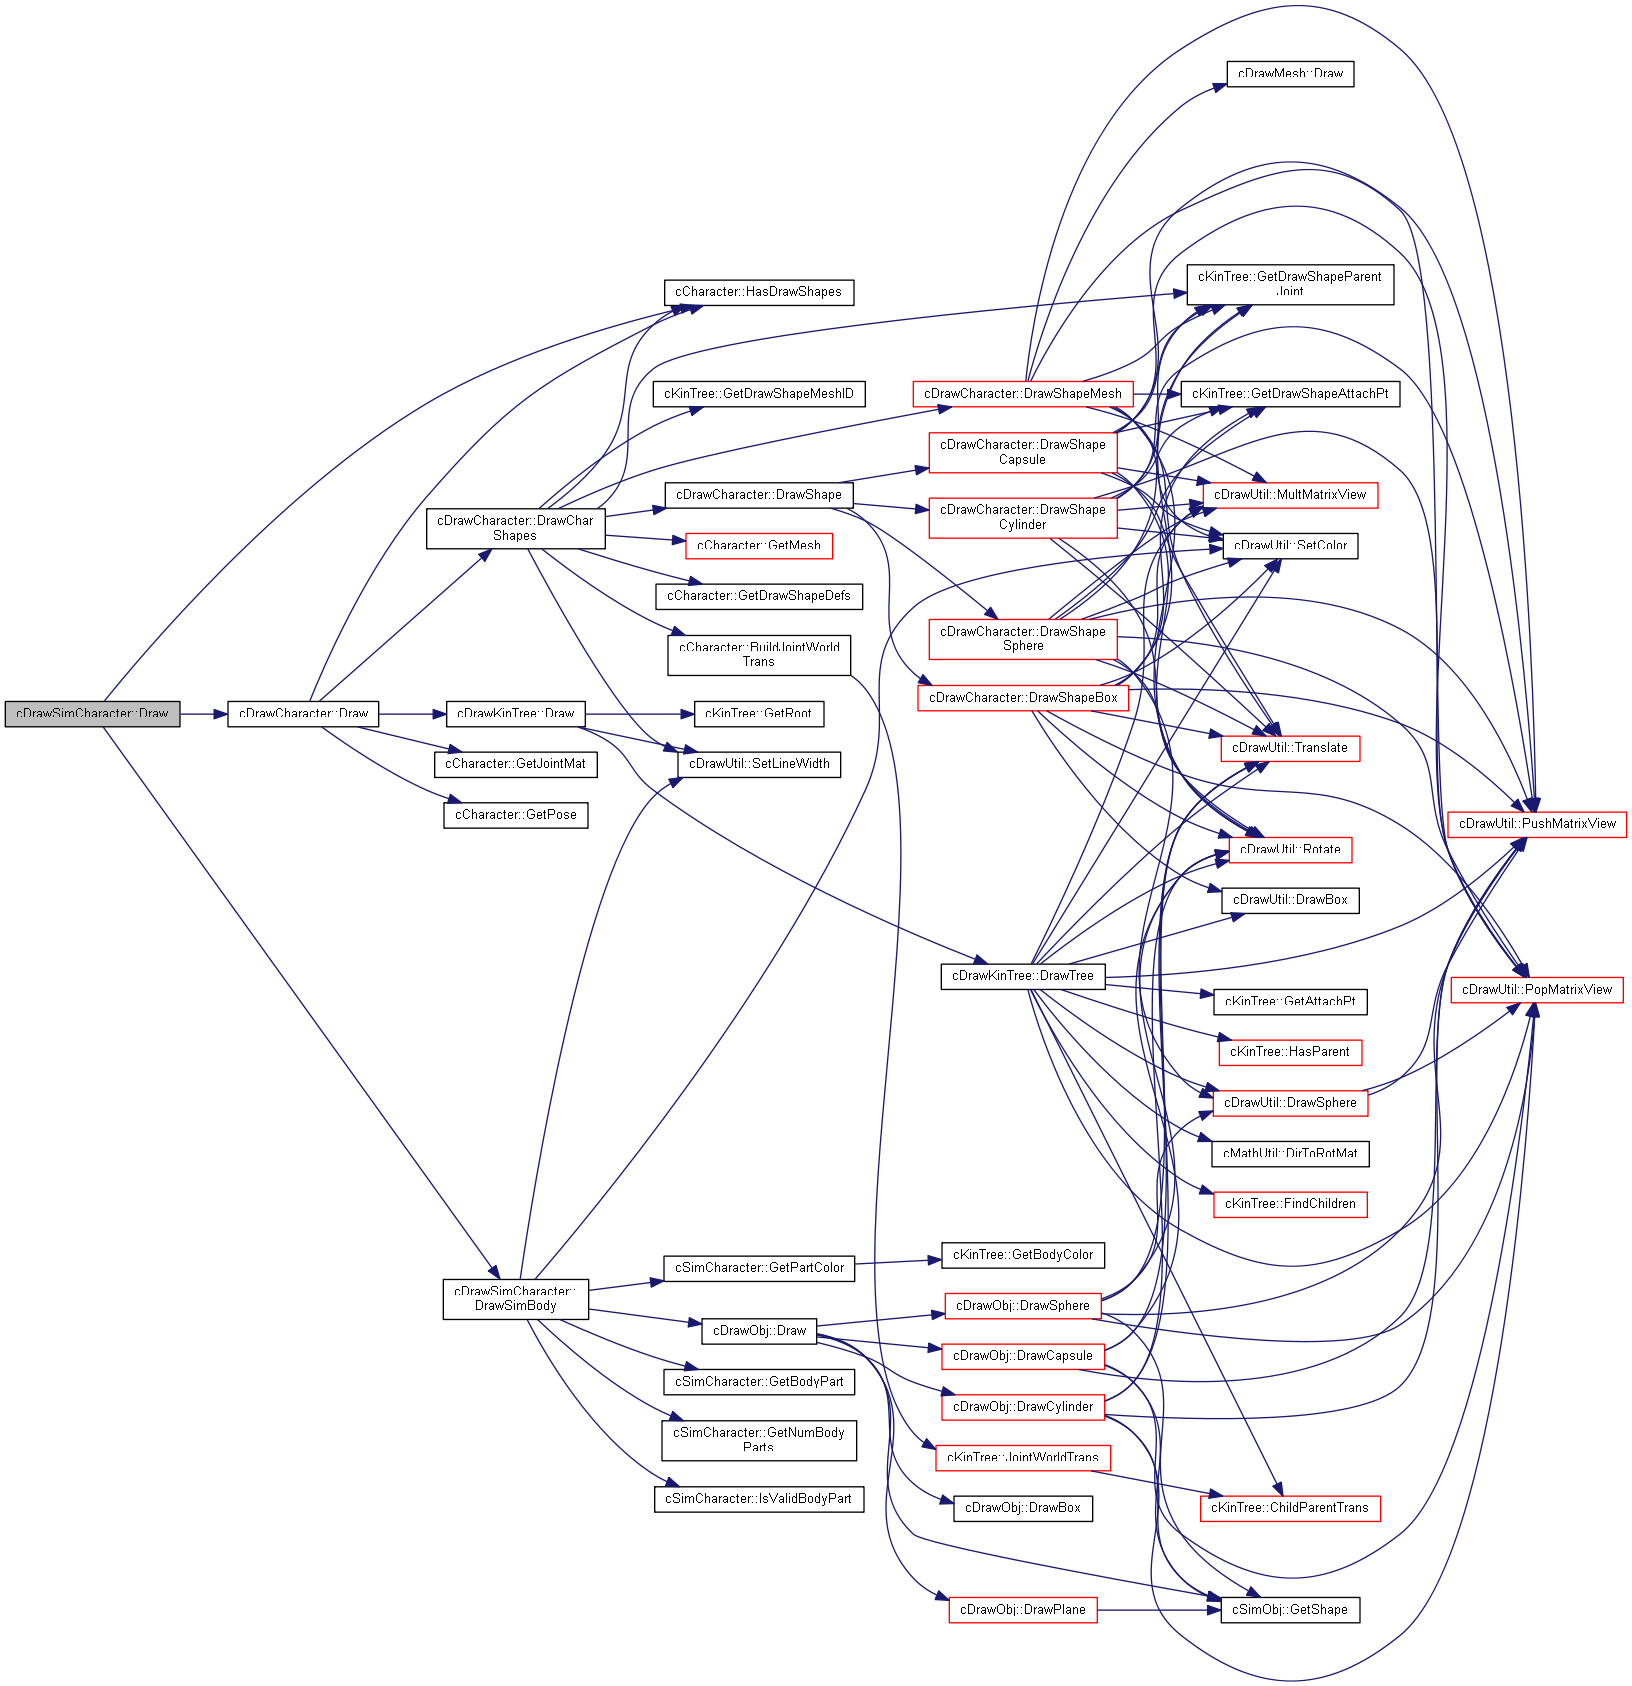 cDrawMesh::Draw
cKinTree::GetDrawShapeParent
Joint
cCharacter::HasDrawShapes
cKinTree::GetDrawShapeMeshID
cDrawCharacter::DrawShapeMesh
cKinTree::GetDrawShapeAttachPt
cDrawCharacter::DrawShape
Capsule
cDrawCharacter::DrawShape
cDrawUtil::MultMatrixView
cDrawCharacter::DrawShape
Cylinder
cDrawCharacter::DrawChar
Shapes
cCharacter::GetMesh
cDrawUtil::SetColor
cCharacter::GetDrawShapeDefs
cDrawCharacter::DrawShape
Sphere
cCharacter::BuildJointWorld
Trans
cDrawCharacter::DrawShapeBox
cDrawSimCharacter::Draw
cDrawCharacter::Draw
cDrawKinTree::Draw
cKinTree::GetRoot
cDrawUtil::Translate
cCharacter::GetJointMat
cDrawUtil::SetLineWidth
cCharacter::GetPose
cDrawUtil::PushMatrixView
cDrawUtil::Rotate
cDrawUtil::DrawBox
cDrawKinTree::DrawTree
cDrawUtil::PopMatrixView
cKinTree::GetAttachPt
cKinTree::HasParent
cDrawUtil::DrawSphere
cMathUtil::DirToRotMat
cKinTree::FindChildren
cKinTree::GetBodyColor
cSimCharacter::GetPartColor
cDrawSimCharacter::
DrawSimBody
cDrawObj::DrawSphere
cDrawObj::Draw
cDrawObj::DrawCapsule
cSimCharacter::GetBodyPart
cDrawObj::DrawCylinder
cSimCharacter::GetNumBody
Parts
cKinTree::JointWorldTrans
cSimCharacter::IsValidBodyPart
cDrawObj::DrawBox
cKinTree::ChildParentTrans
cDrawObj::DrawPlane
cSimObj::GetShape